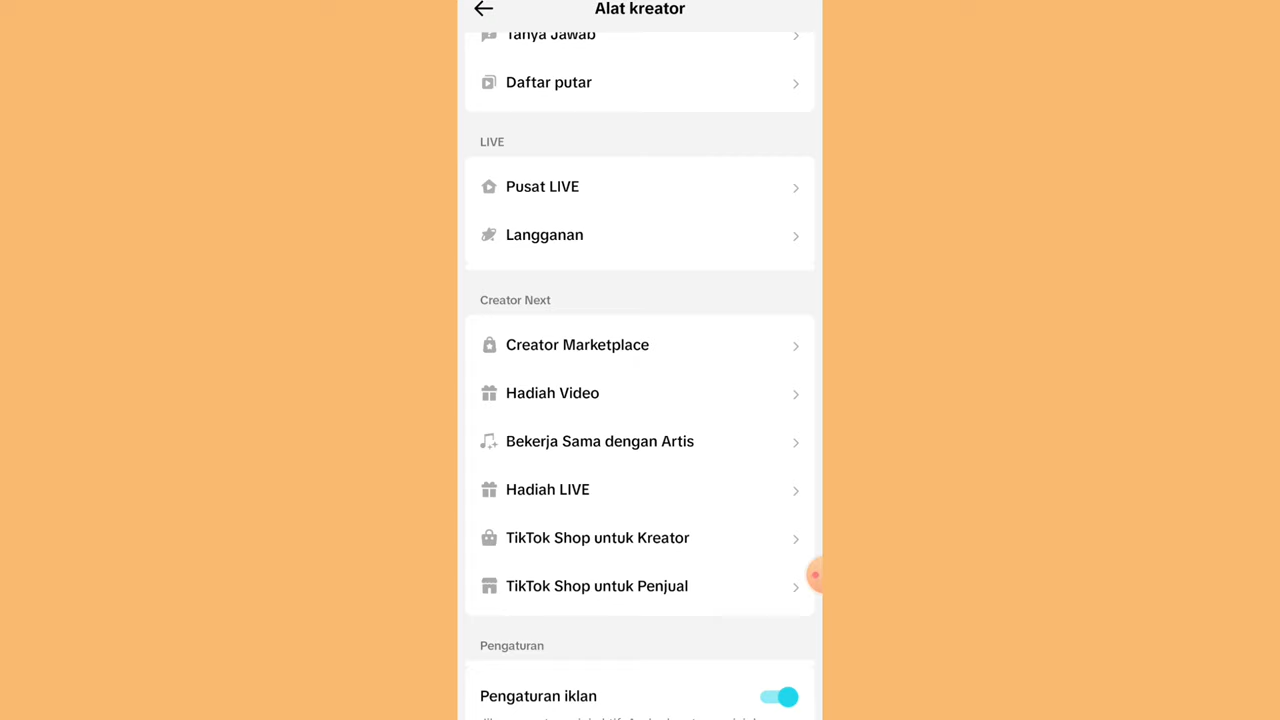 Alat kreator
Tanya Jawab
Daftar putar
LIVE
Pusat LIVE
Langganan
Creator Next
Creator Marketplace
Hadiah Video
Bekerja Sama dengan Artis
Hadiah LIVE
TikTok Shop untuk Kreator
TikTok Shop untuk Penjual
Pengaturan
Pengaturan iklan